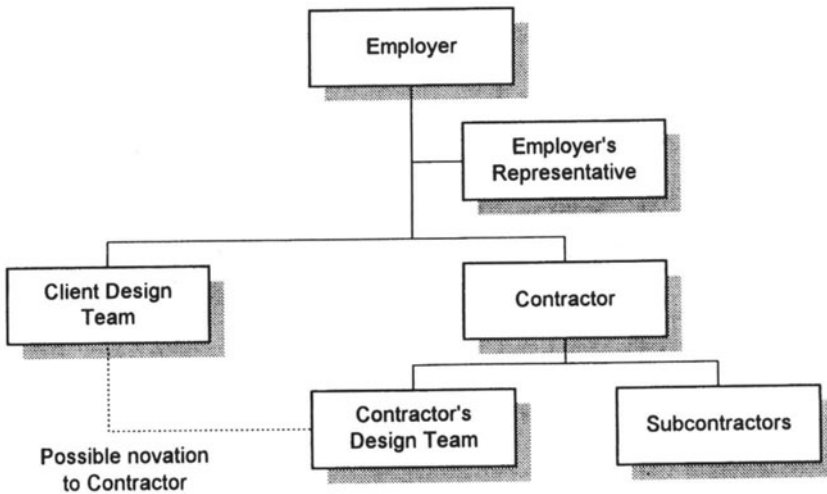 Employer
Employer's
Representative
Client Design
Team
Contractor
Contractor's
Design Team
Subcontractors
Possible novation
to Contractor